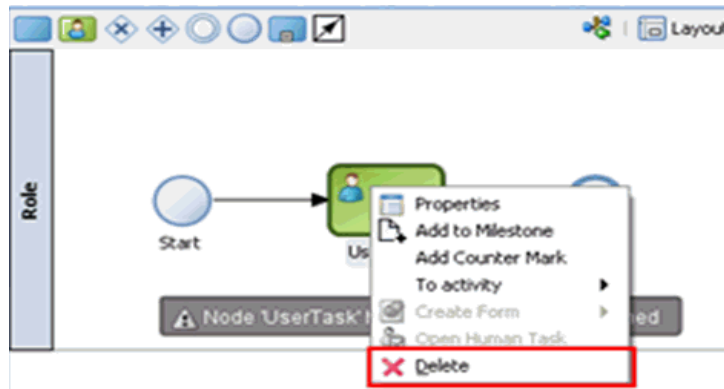 Layout
Role
Start
Us
Node 'UserTask'
ed
Properties
Add to Milestone
Add Counter Mark
To activity
Create Form
Open Human Task
Delete